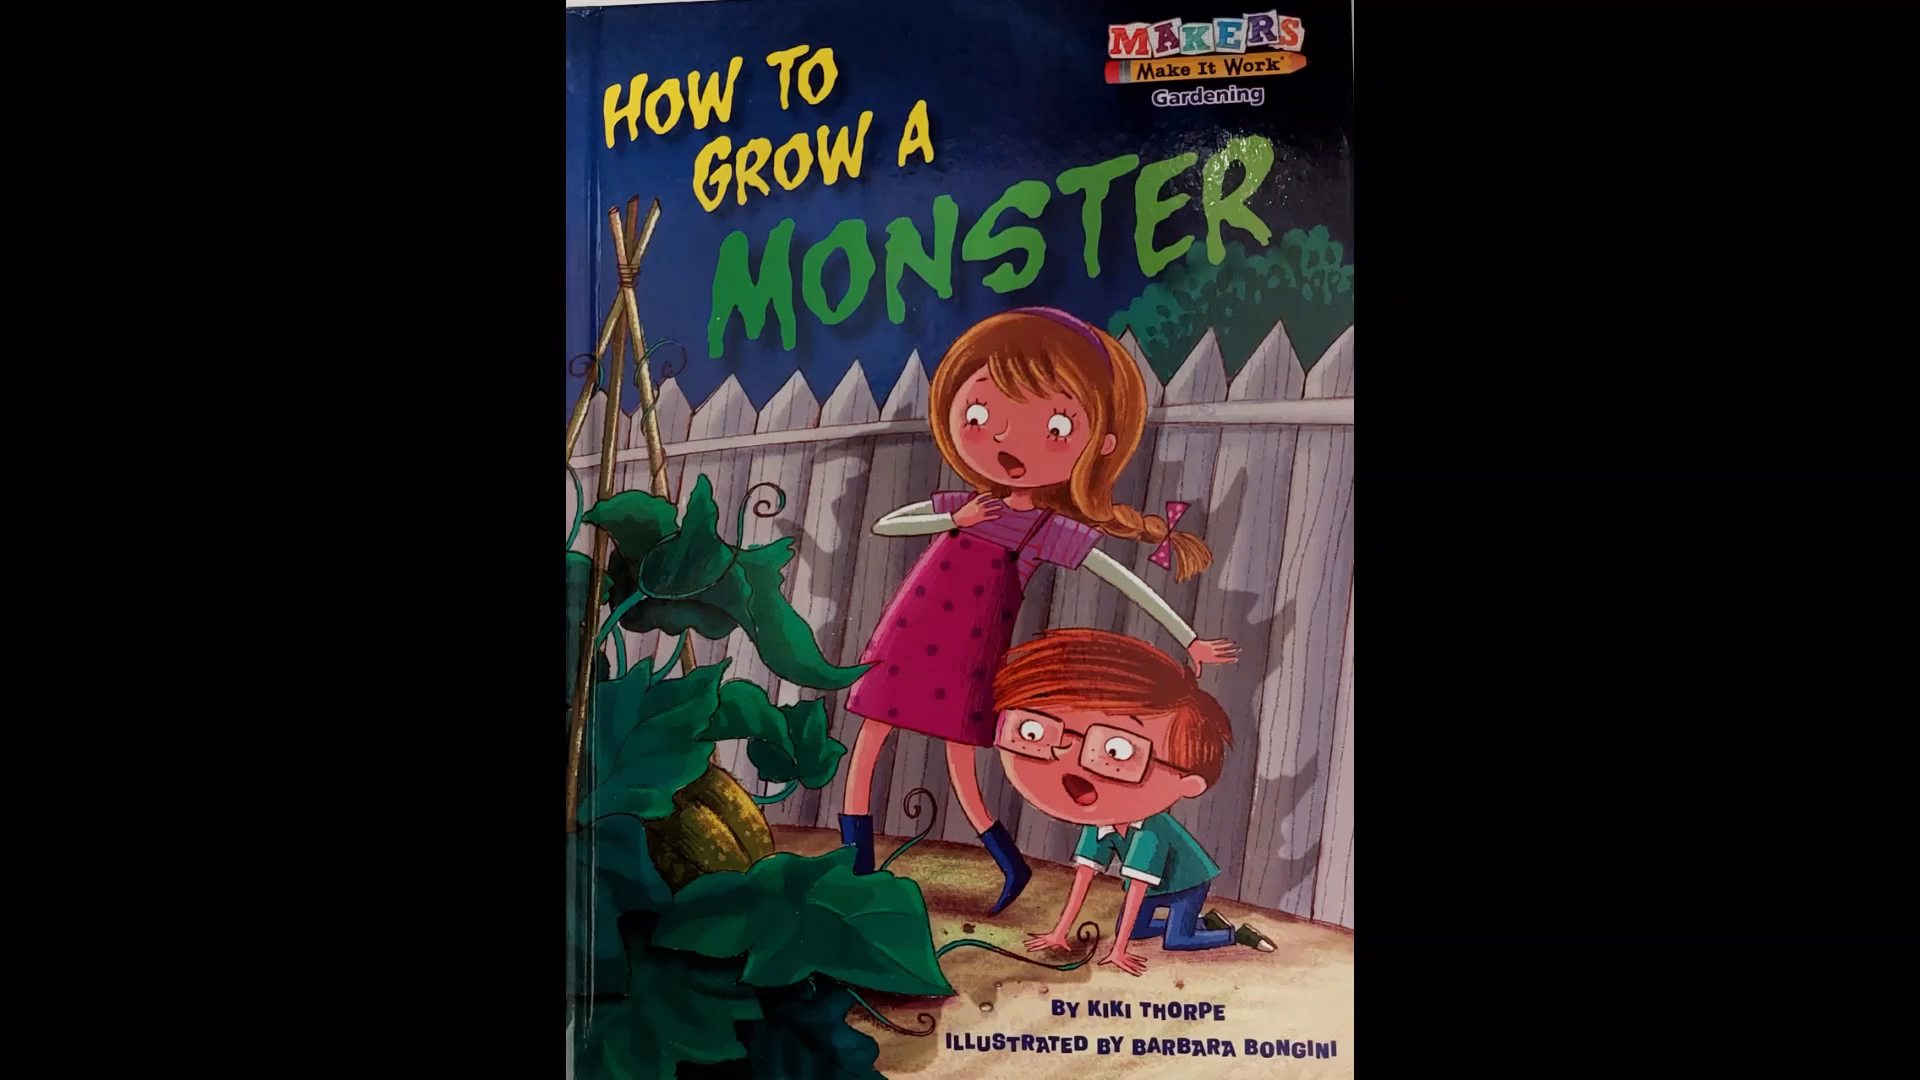 MAKERS
Make It Work®
Gardening
HOW TO
GROW A
MONSTER
BY KIKI THORPE
ILLUSTRATED BY BARBARA BONGINI